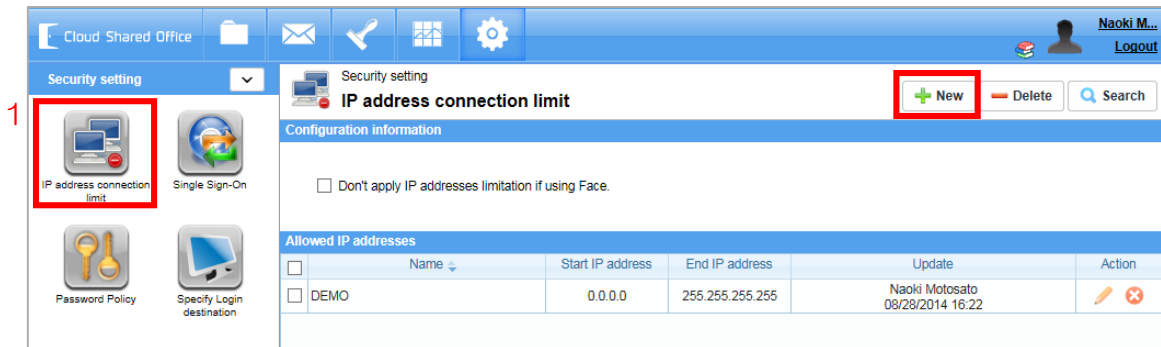 Cloud Shared Office
Naoki M...
Logout
Security setting
1
IP address connection
limit
Single Sign-On
Password Policy
Specify Login
destination
Security setting
IP address connection limit
New
Delete
Search
Configuration information
Don't apply IP addresses limitation if using Face.
Allowed IP addresses
Name Start IP address End IP address Update Action
DEMO 0.0.0.0 255.255.255.255 Naoki Motosato
08/28/2014 16:22